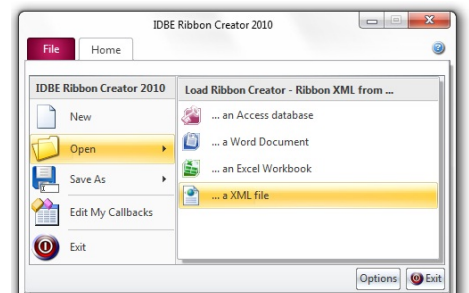 IDBE Ribbon Creator 2010
File Home
IDBE Ribbon Creator 2010
New
Open
Save As
Edit My Callbacks
Exit
Load Ribbon Creator - Ribbon XML from ...
... an Access database
... a Word Document
... an Excel Workbook
... a XML file
Options Exit